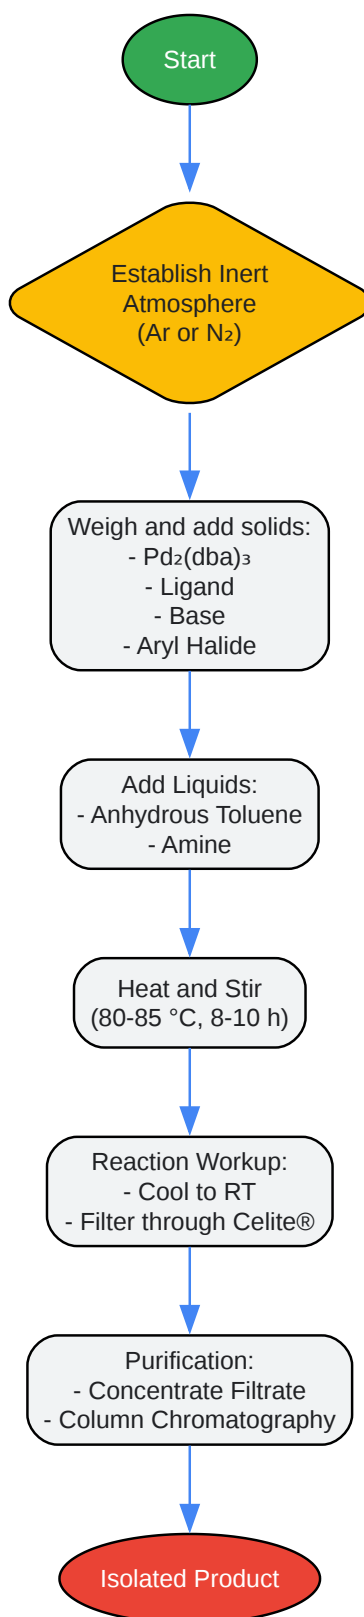 Start
Establish Inert
Atmosphere
(Ar or N₂)
Weigh and add solids:
- Pd₂(dba)₃
- Ligand
- Base
- Aryl Halide
Add Liquids:
- Anhydrous Toluene
- Amine
Heat and Stir
(80-85 °C, 8-10 h)
Reaction Workup:
- Cool to RT
- Filter through Celite®
Purification:
- Concentrate Filtrate
- Column Chromatography
Isolated Product